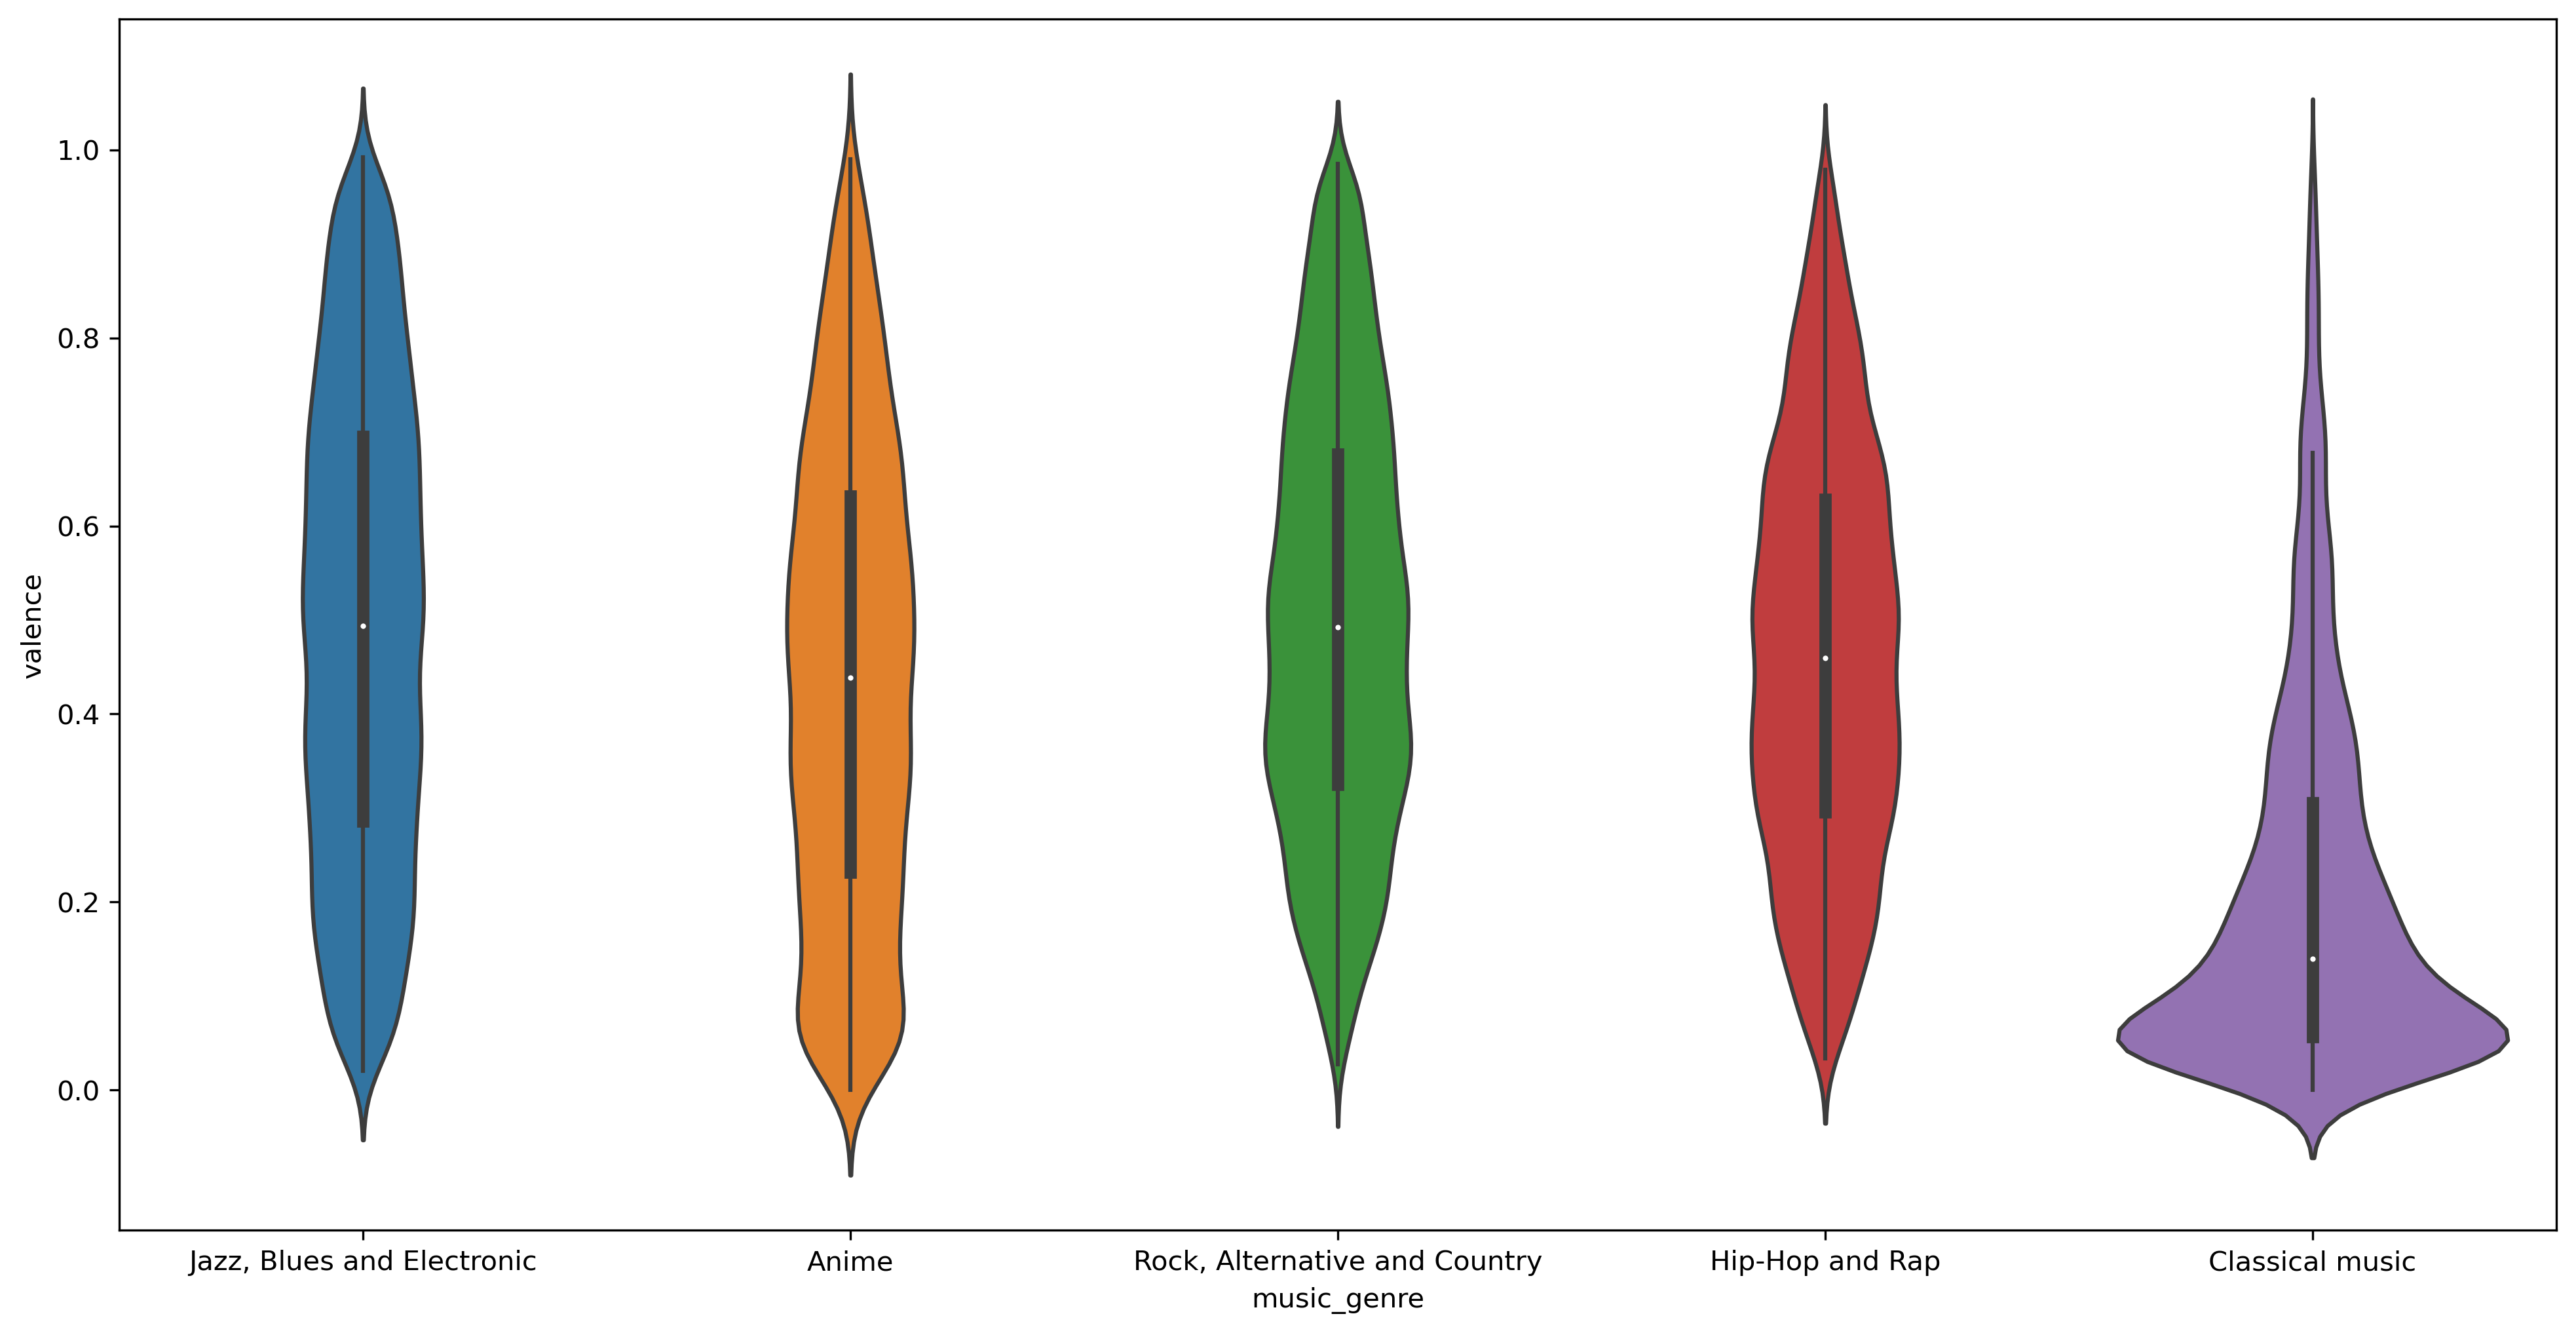 1.0
0.8
0.6
0.4
0.2
0.0
valence
Jazz, Blues and Electronic
Anime
Rock, Alternative and Country
Hip-Hop and Rap
Classical music
music_genre